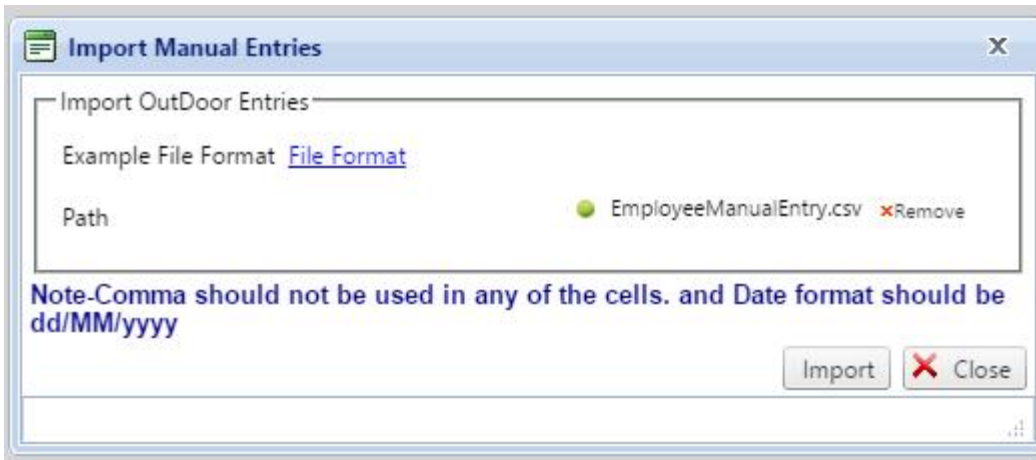 Import Manual Entries
Import OutDoor Entries
Example File Format File Format
Path EmployeeManualEntry.csv Remove
Note-Comma should not be used in any of the cells. and Date format should be
dd/MM/yyyy
Import Close